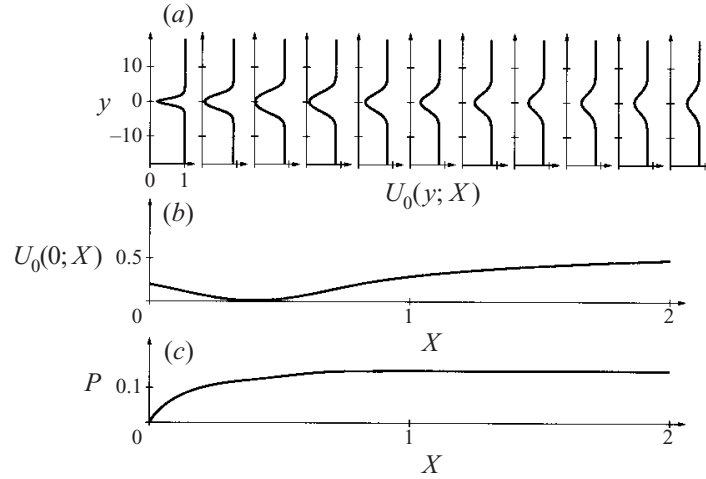 (a)
10
y 0
–10
0 1
U₀(y; X)
(b)
U₀(0; X) 0.5
0 1 2
X
(c)
P 0.1
0 1 2
X